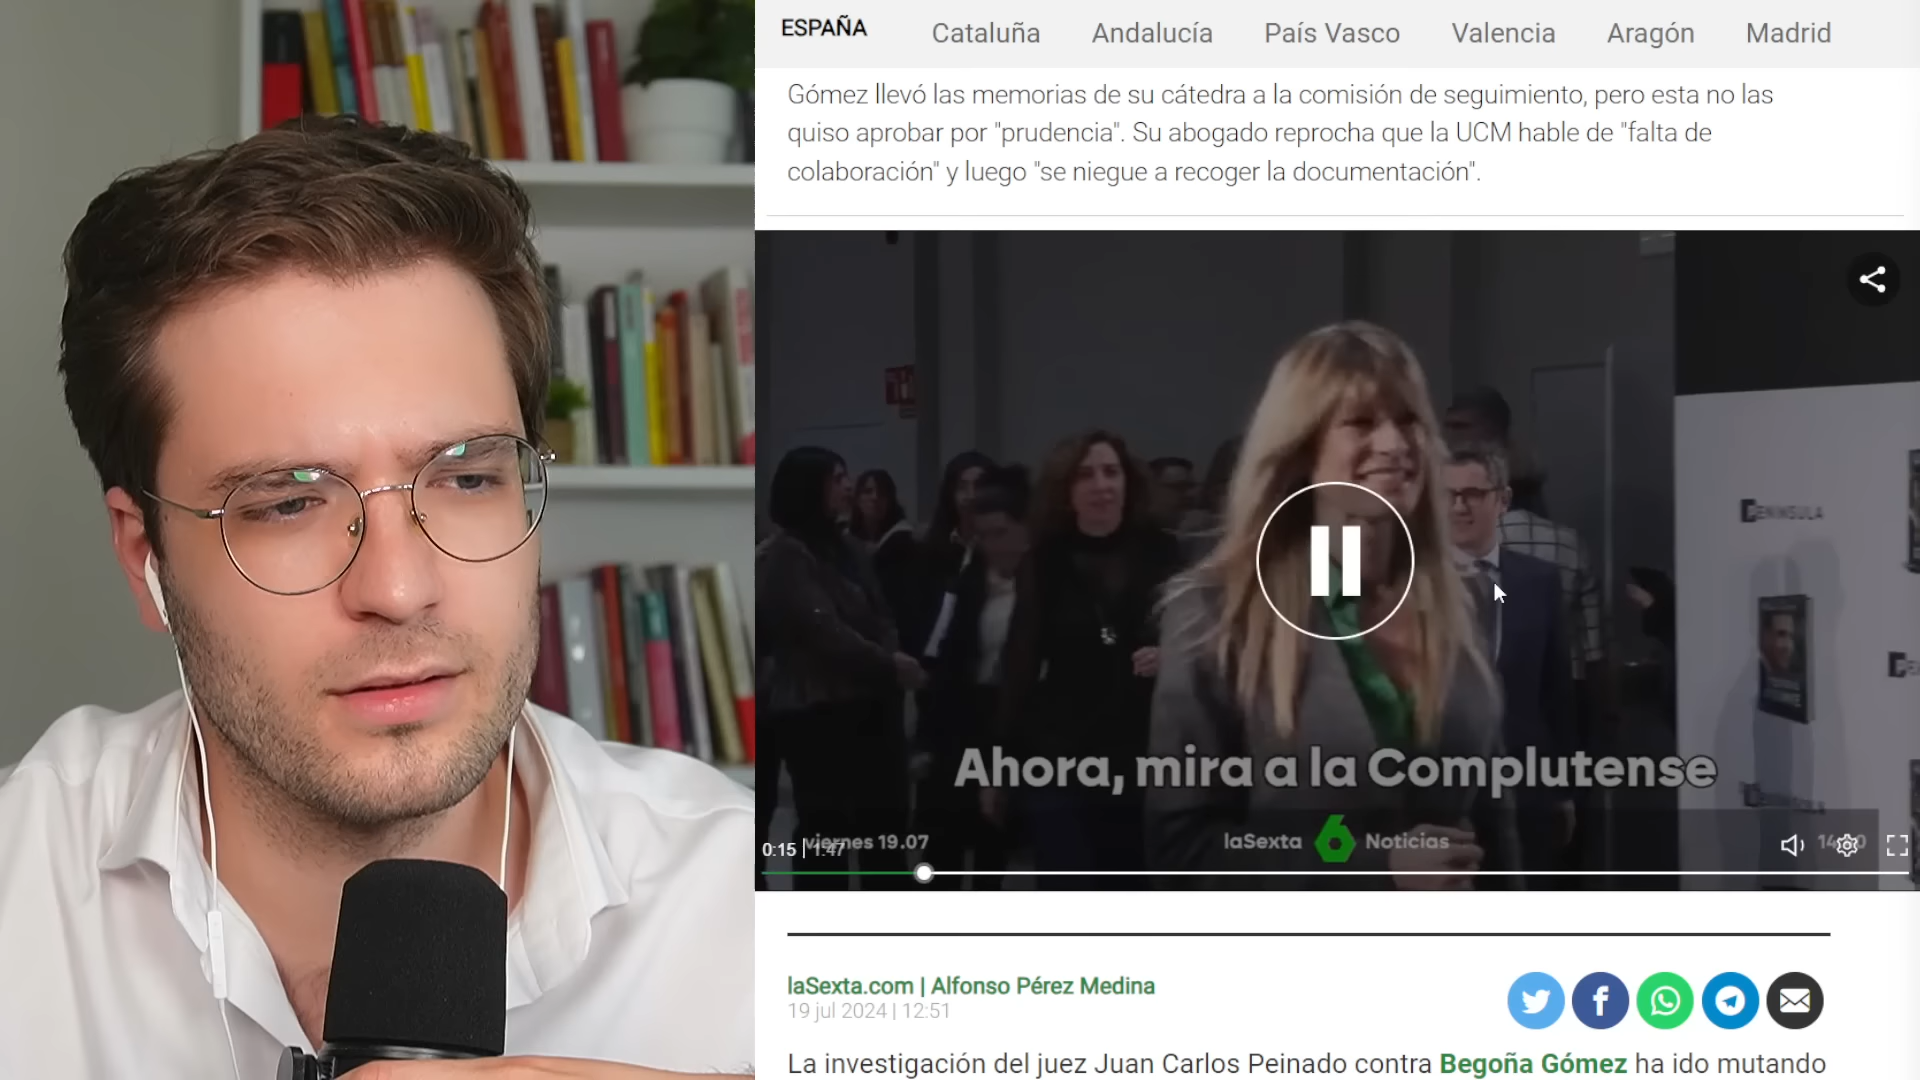 ESPAÑA Cataluña Andalucía País Vasco Valencia Aragón Madrid
Gómez llevó las memorias de su cátedra a la comisión de seguimiento, pero esta no las
quiso aprobar por "prudencia". Su abogado reprocha que la UCM hable de "falta de
colaboración" y luego "se niegue a recoger la documentación".
PENINSULA
Ahora, mira a la Complutense
viernes 19.07
laSexta Noticias
0:15 | 1:47
laSexta.com | Alfonso Pérez Medina
19 jul 2024 | 12:51
La investigación del juez Juan Carlos Peinado contra Begoña Gómez ha ido mutando